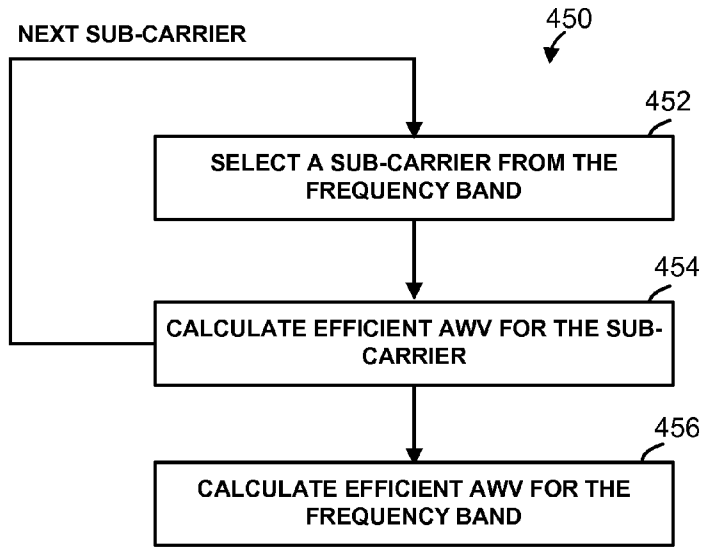 NEXT SUB-CARRIER
450
452
SELECT A SUB-CARRIER FROM THE
FREQUENCY BAND
454
CALCULATE EFFICIENT AWV FOR THE SUB-
CARRIER
456
CALCULATE EFFICIENT AWV FOR THE
FREQUENCY BAND